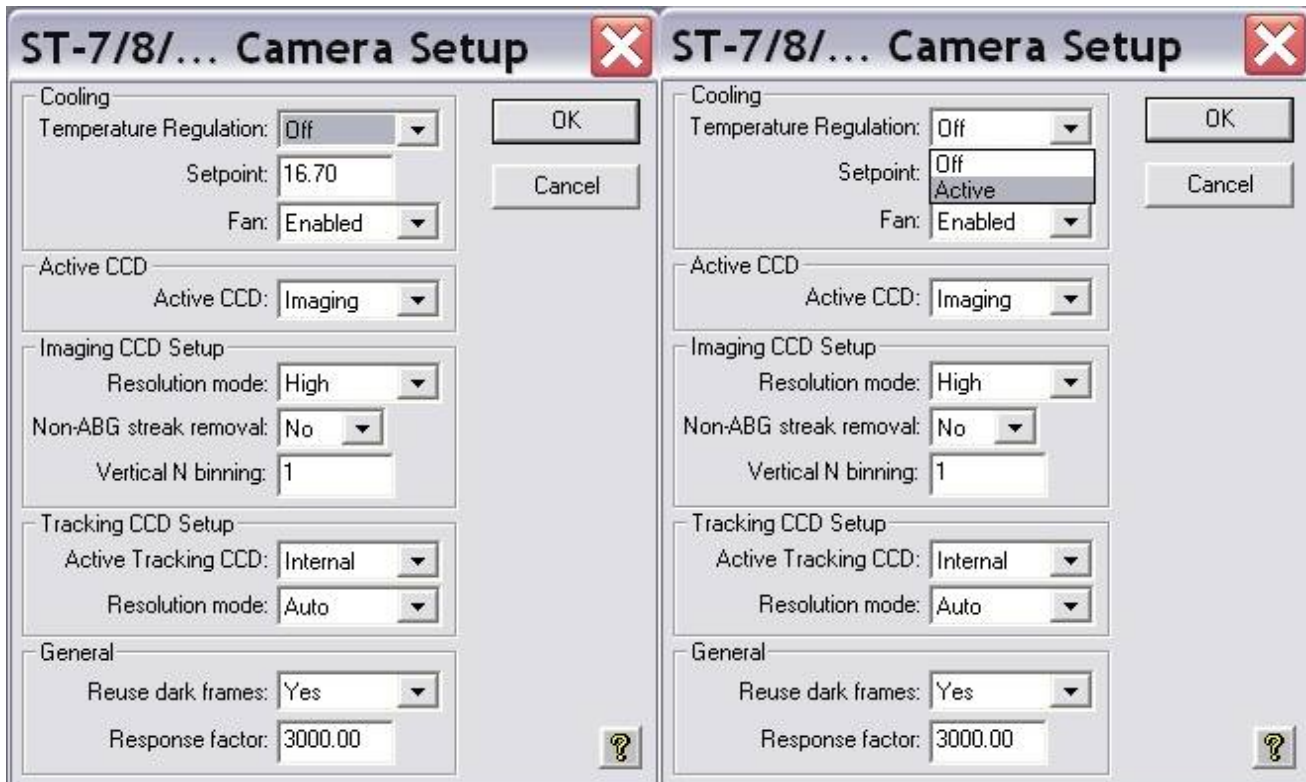 ST-7/8/... Camera Setup
Cooling
Temperature Regulation: Off
Setpoint: 16.70
Fan: Enabled
OK
Cancel
Active CCD
Active CCD: Imaging
Imaging CCD Setup
Resolution mode: High
Non-ABG streak removal: No
Vertical N binning: 1
Tracking CCD Setup
Active Tracking CCD: Internal
Resolution mode: Auto
General
Reuse dark frames: Yes
Response factor: 3000.00
?
ST-7/8/... Camera Setup
Cooling
Temperature Regulation: Off
Off
Setpoint:
Active
Fan: Enabled
OK
Cancel
Active CCD
Active CCD: Imaging
Imaging CCD Setup
Resolution mode: High
Non-ABG streak removal: No
Vertical N binning: 1
Tracking CCD Setup
Active Tracking CCD: Internal
Resolution mode: Auto
General
Reuse dark frames: Yes
Response factor: 3000.00
?